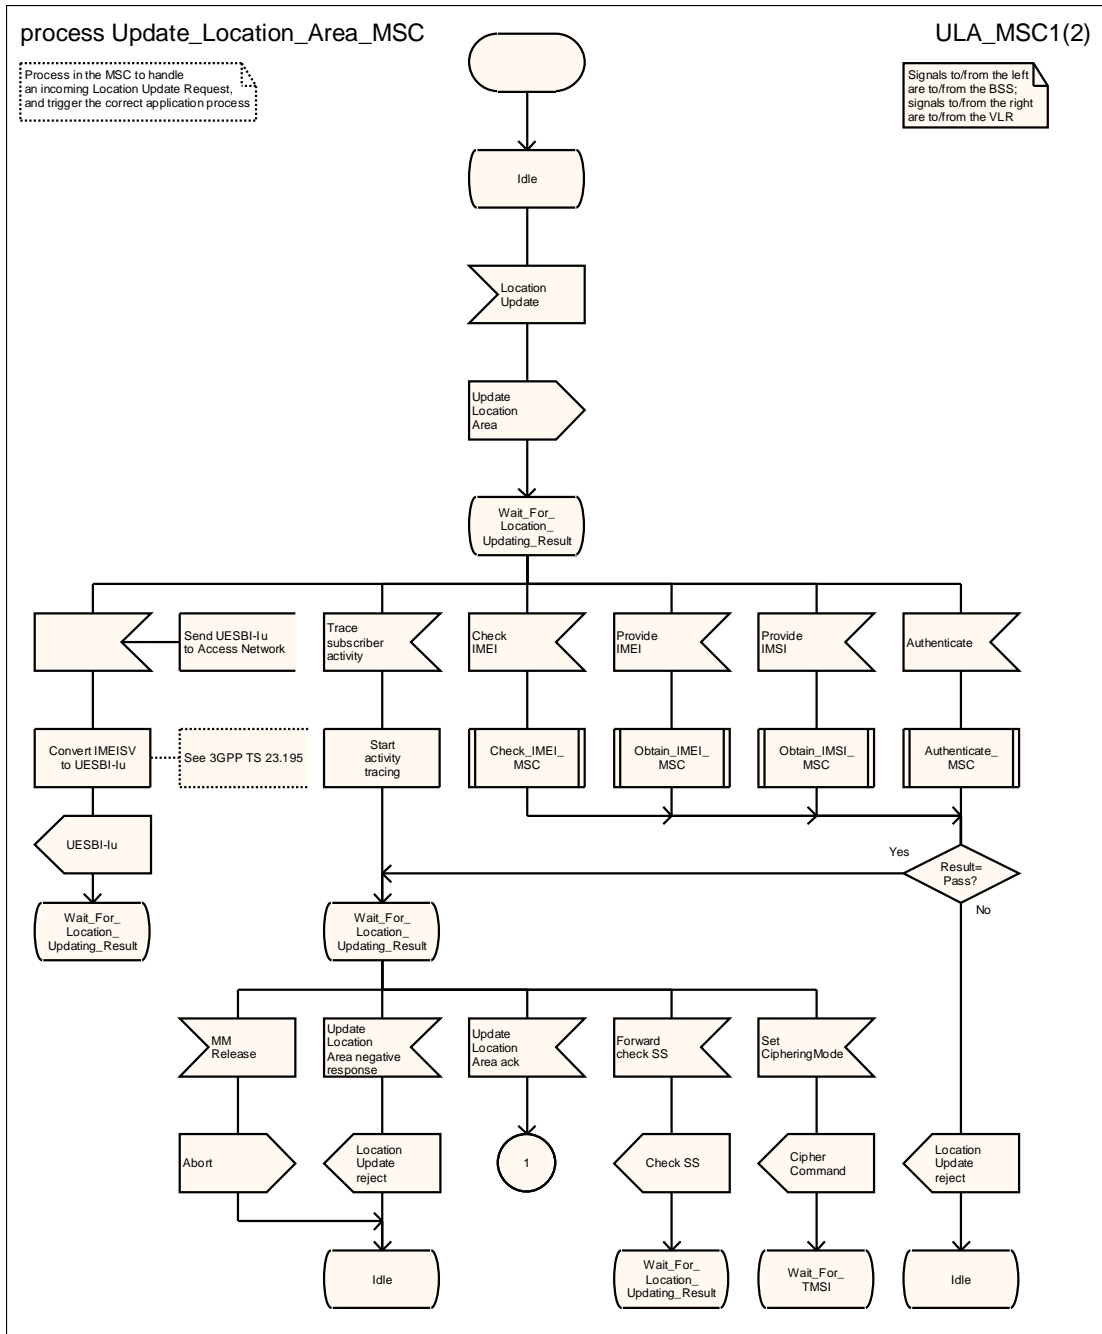 process Update_Location_Area_MSC
ULA_MSC1(2)
Process in the MSC to handle
an incoming Location Update Request,
and trigger the correct application process
Signals to/from the left
are to/from the BSS;
signals to/from the right
are to/from the VLR
Idle
Location
Update
Update
Location
Area
Wait_For_
Location_
Updating_Result
Send UESBI-Iu
to Access Network
Trace
subscriber
activity
Check
IMEI
Provide
IMEI
Provide
IMSI
Authenticate
Convert IMEISV
to UESBI-Iu
See 3GPP TS 23.195
Start
activity
tracing
Check_IMEI_
MSC
Obtain_IMEI_
MSC
Obtain_IMSI_
MSC
Authenticate_
MSC
UESBI-Iu
Yes
Result=
Pass?
No
Wait_For_
Location_
Updating_Result
Wait_For_
Location_
Updating_Result
MM
Release
Update
Location
Area negative
response
Update
Location
Area ack
Forward
check SS
Set
CipheringMode
Abort
Location
Update
reject
1
Check SS
Cipher
Command
Location
Update
reject
Idle
Wait_For_
Location_
Updating_Result
Wait_For_
TMSI
Idle